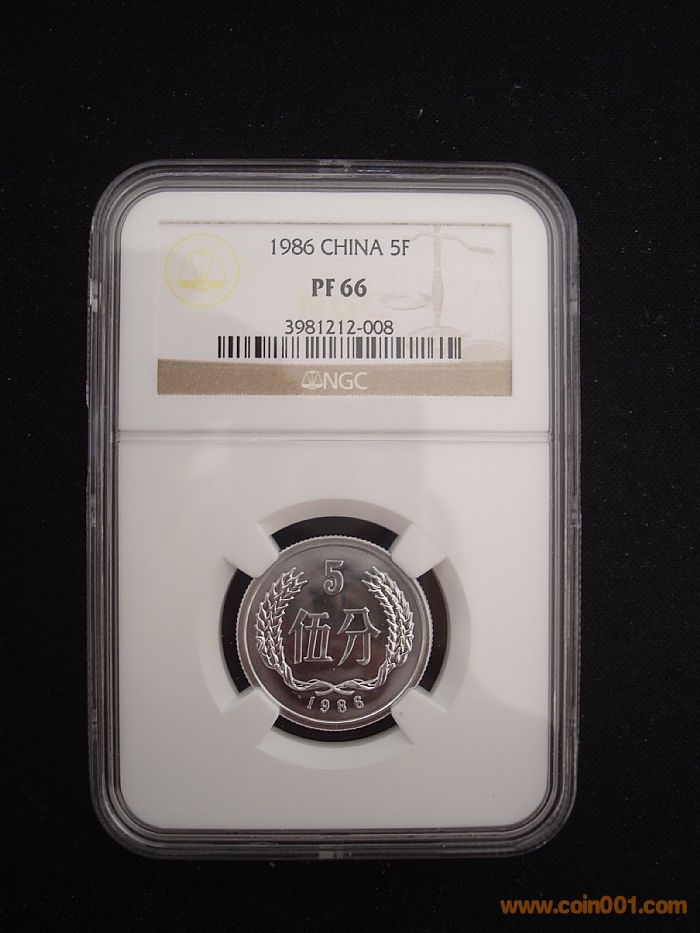 1986 CHINA 5F
PF 66
3981212-008
NGC
5
伍分
1986
www.coin001.com